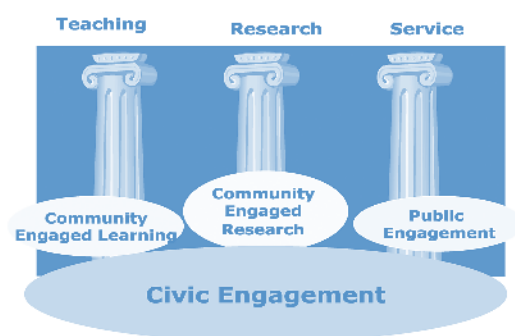 Teaching
Research
Service
Community
Engaged Learning
Community
Engaged
Research
Public
Engagement
Civic Engagement